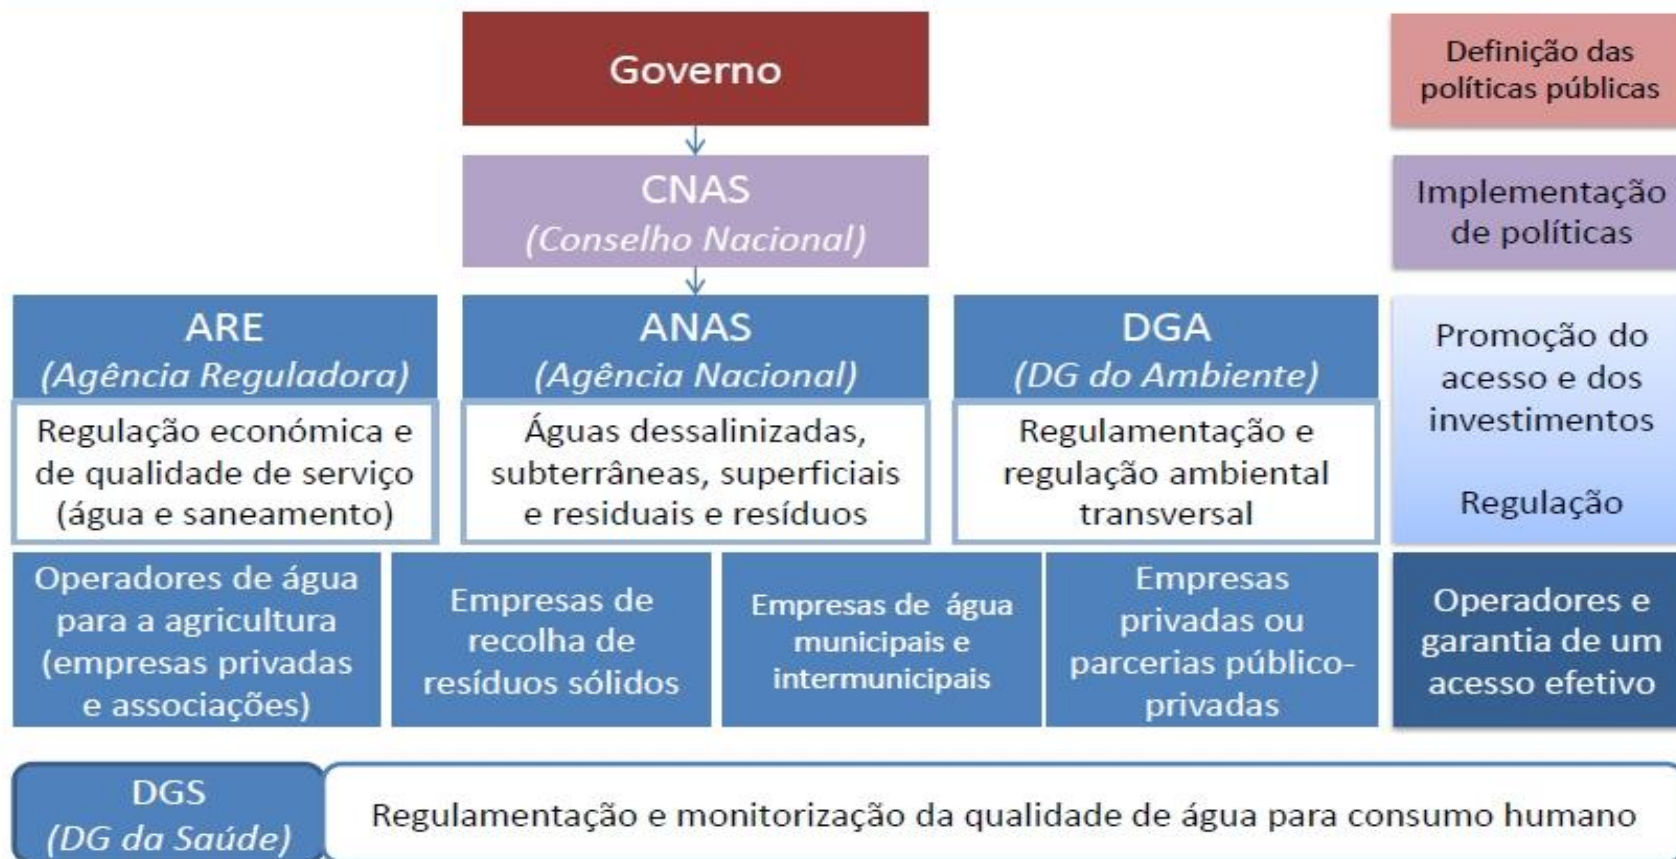 Governo
Definição das
políticas públicas
CNAS
(Conselho Nacional)
Implementação
de políticas
ARE
(Agência Reguladora)
Regulação económica e
de qualidade de serviço
(água e saneamento)
ANAS
(Agência Nacional)
Águas dessalinizadas,
subterrâneas, superficiais
e residuais e resíduos
DGA
(DG do Ambiente)
Regulamentação e
regulação ambiental
transversal
Promoção do
acesso e dos
investimentos
Regulação
Operadores de água
para a agricultura
(empresas privadas
e associações)
Empresas de
recolha de
resíduos sólidos
Empresas de água
municipais e
intermunicipais
Empresas
privadas ou
parcerias público-
privadas
Operadores e
garantia de um
acesso efetivo
DGS
(DG da Saúde)
Regulamentação e monitorização da qualidade de água para consumo humano